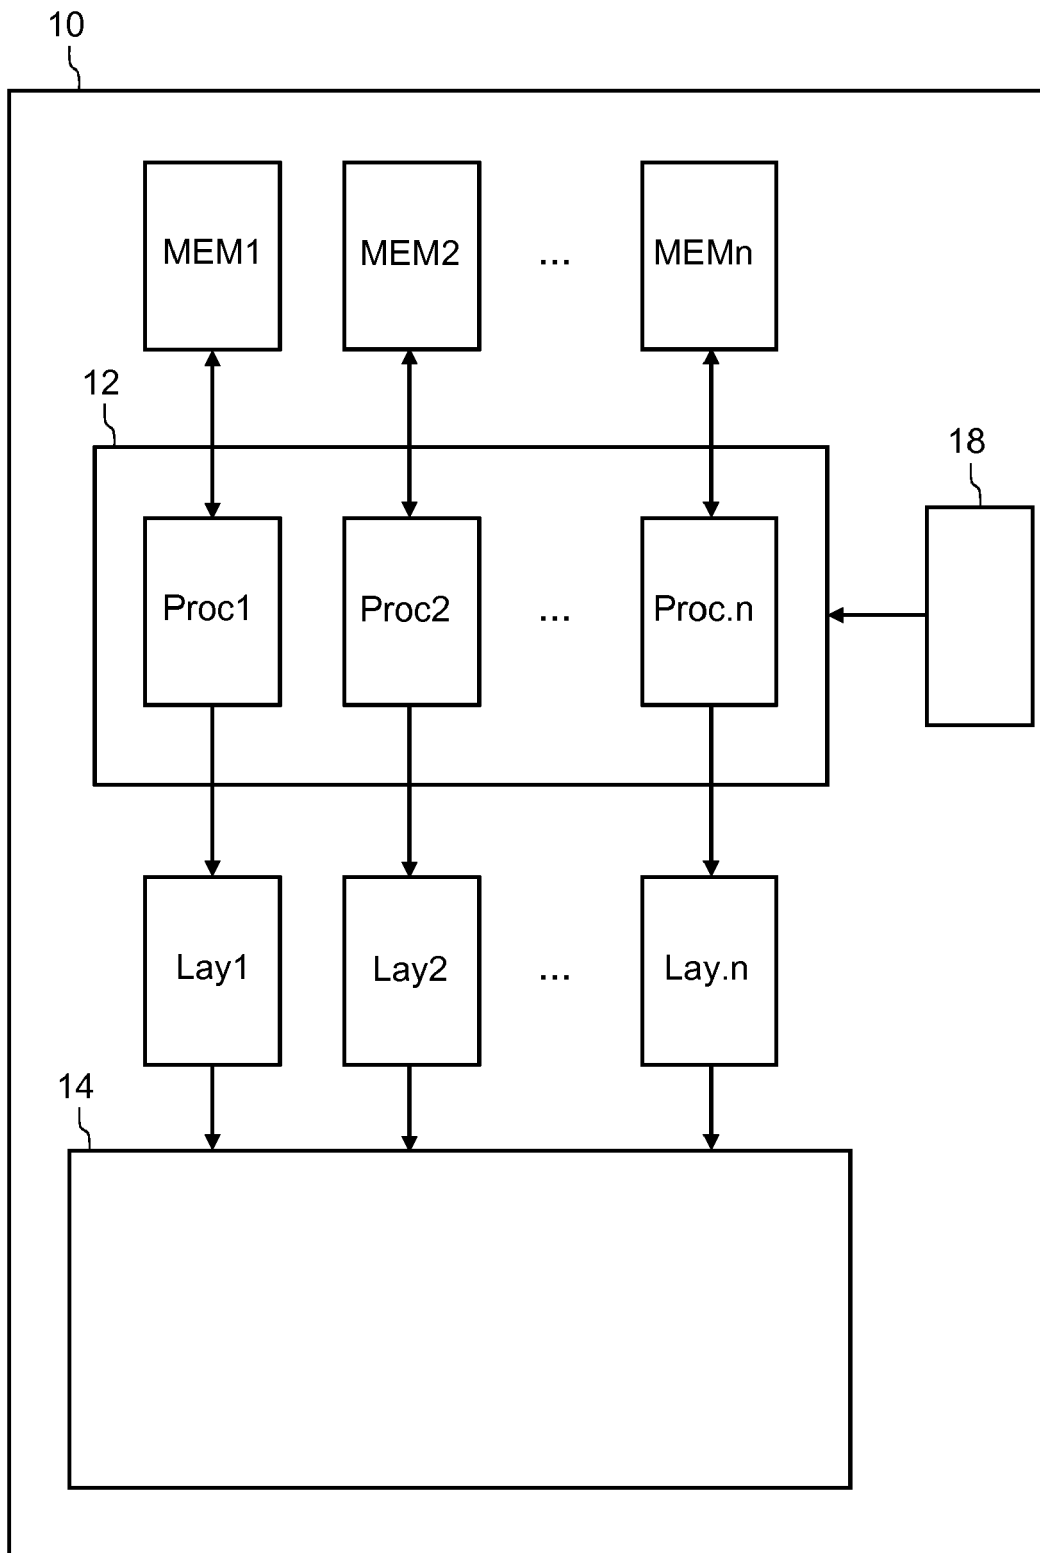 10
MEM1 MEM2 ... MEMn
12
18
Proc1 Proc2 ... Proc.n
Lay1 Lay2 ... Lay.n
14